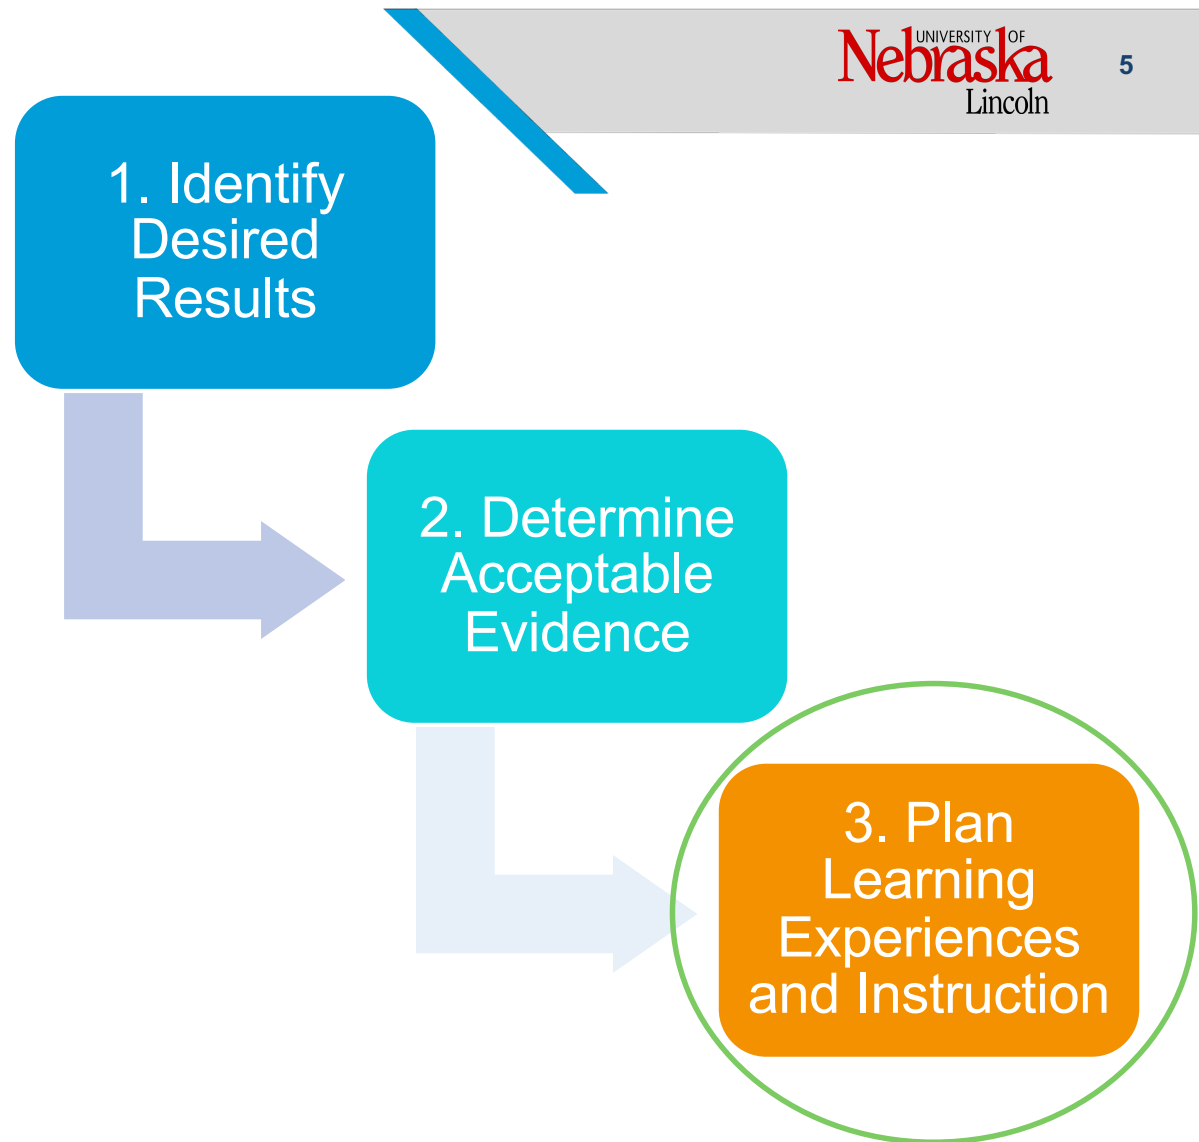 UNIVERSITY OF
Nebraska
Lincoln
5
1. Identify
Desired
Results
2. Determine
Acceptable
Evidence
3. Plan
Learning
Experiences
and Instruction